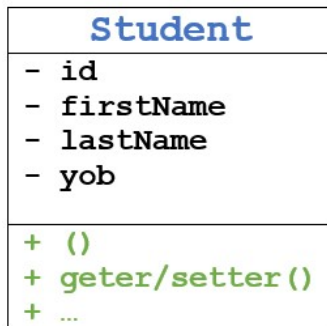 Student
- id
- firstName
- lastName
- yob
+ ()
+ geter/setter()
+ …